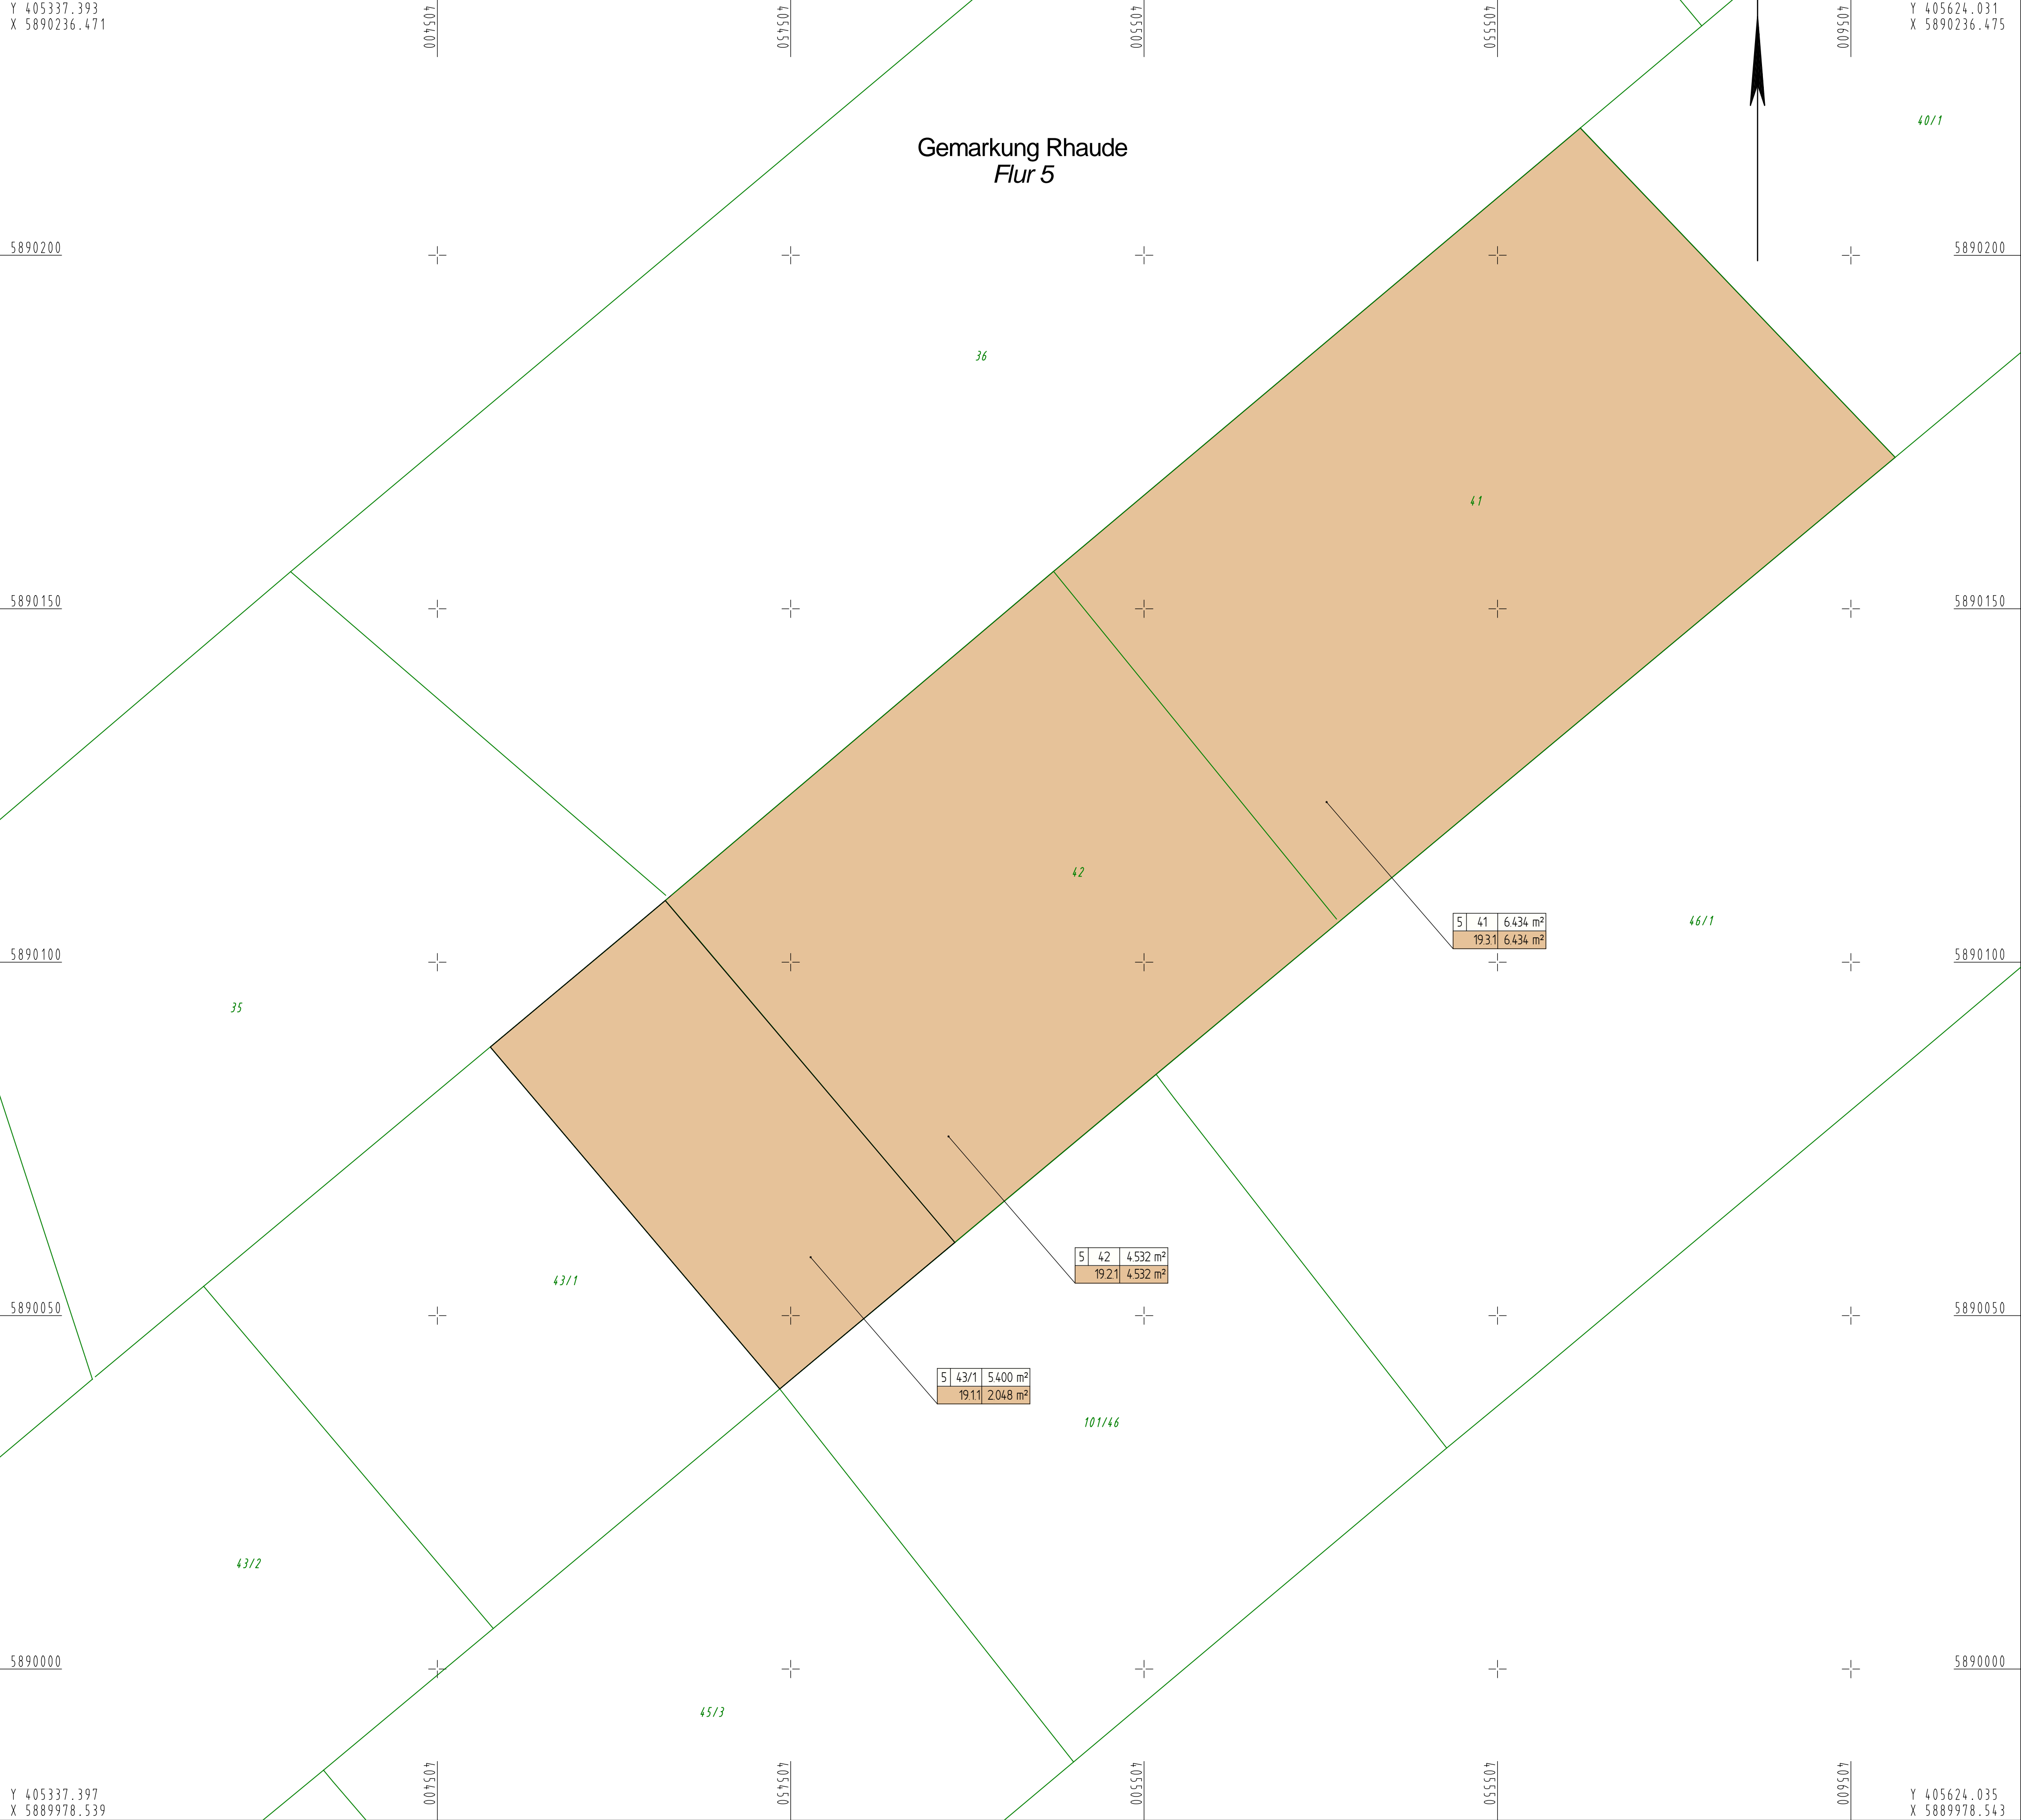 Y 405337.393
X 5890236.471
405400
405450
405500
405550
405600
Y 405624.031
X 5890236.475
40/1
Gemarkung Rhaude
Flur 5
5890200
5890200
36
41
5890150
5890150
42
5 41 6.434 m²
19.3.1 6.434 m²
46/1
5890100
5890100
35
43/1
5 42 4.532 m²
19.2.1 4.532 m²
5890050
5890050
5 43/1 5.400 m²
19.1.1 2.048 m²
101/46
43/2
5890000
5890000
45/3
Y 405337.397
X 5889978.539
405400
405450
405500
405550
405600
Y 405624.035
X 5889978.543